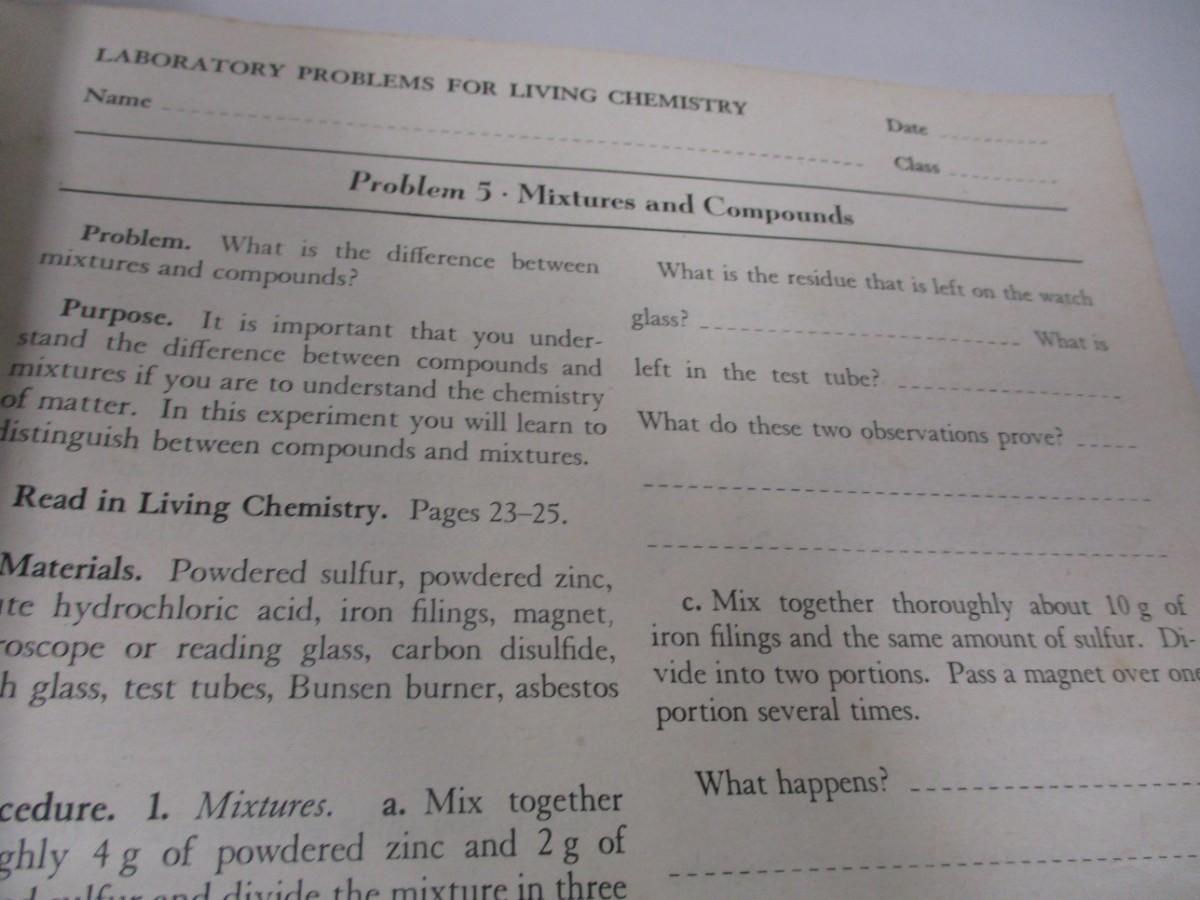 LABORATORY PROBLEMS FOR LIVING CHEMISTRY
Name
Date
Class
Problem 5 · Mixtures and Compounds
Problem. What is the difference between
mixtures and compounds?
Purpose. It is important that you under-
stand the difference between compounds and
mixtures if you are to understand the chemistry
of matter. In this experiment you will learn to
distinguish between compounds and mixtures.
Read in Living Chemistry. Pages 23–25.
Materials. Powdered sulfur, powdered zinc,
hydrochloric acid, iron filings, magnet,
or reading glass, carbon disulfide,
glass, test tubes, Bunsen burner, asbestos
1. Mixtures. a. Mix together
4 g of powdered zinc and 2 g of
sulfur and divide the mixture in three
What is the residue that is left on the watch
glass? What is
left in the test tube?
What do these two observations prove?
c. Mix together thoroughly about 10 g of
iron filings and the same amount of sulfur. Di-
vide into two portions. Pass a magnet over one
portion several times.
What happens?